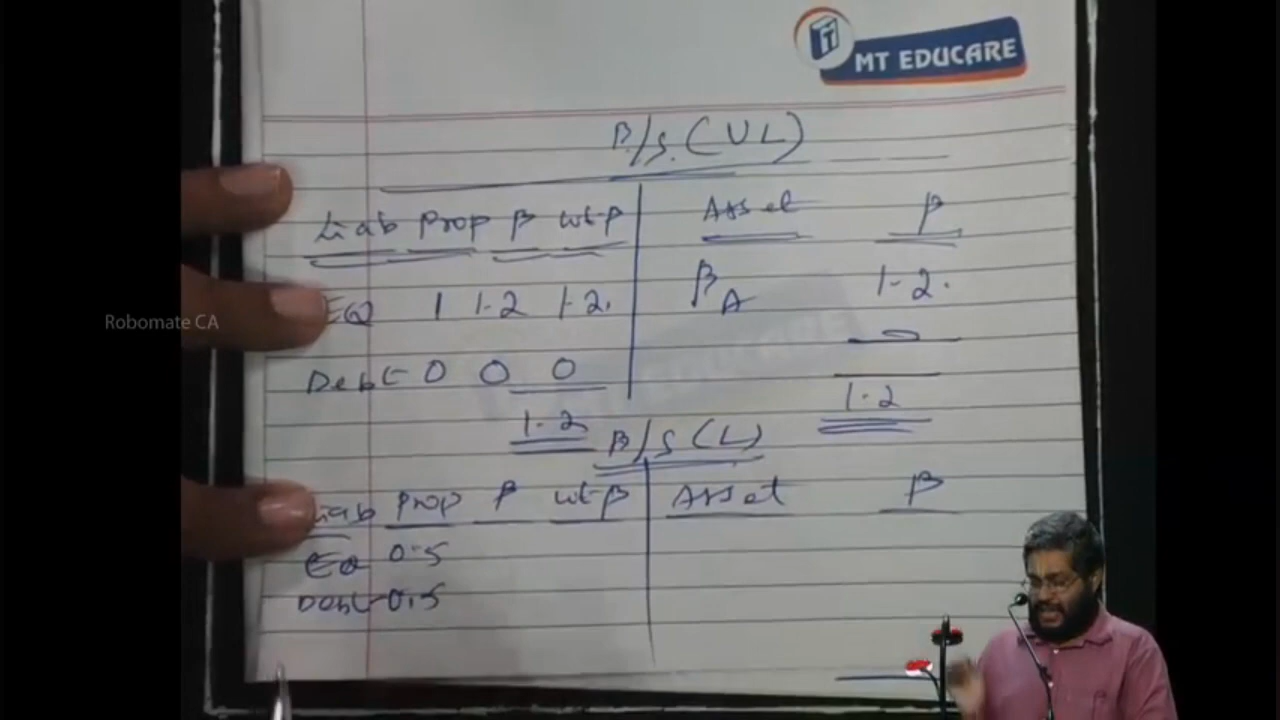 MT EDUCARE
B/S. (UL)
Liab Prop β wt-β Asset β
EQ 1 1-2 1-2. βA 1-2.
Debt 0 0 0
1-2 1-2
B/S (L)
Liab Prop β wt-β Asset β
EQ 0.5
Debt 0.5
Robomate CA